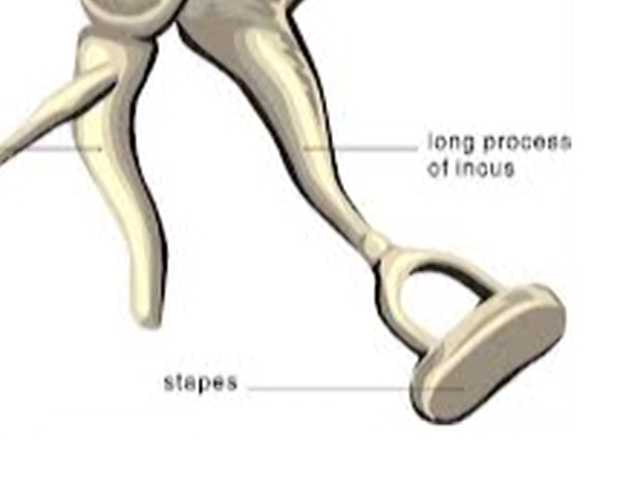 long process
of incus
stapes